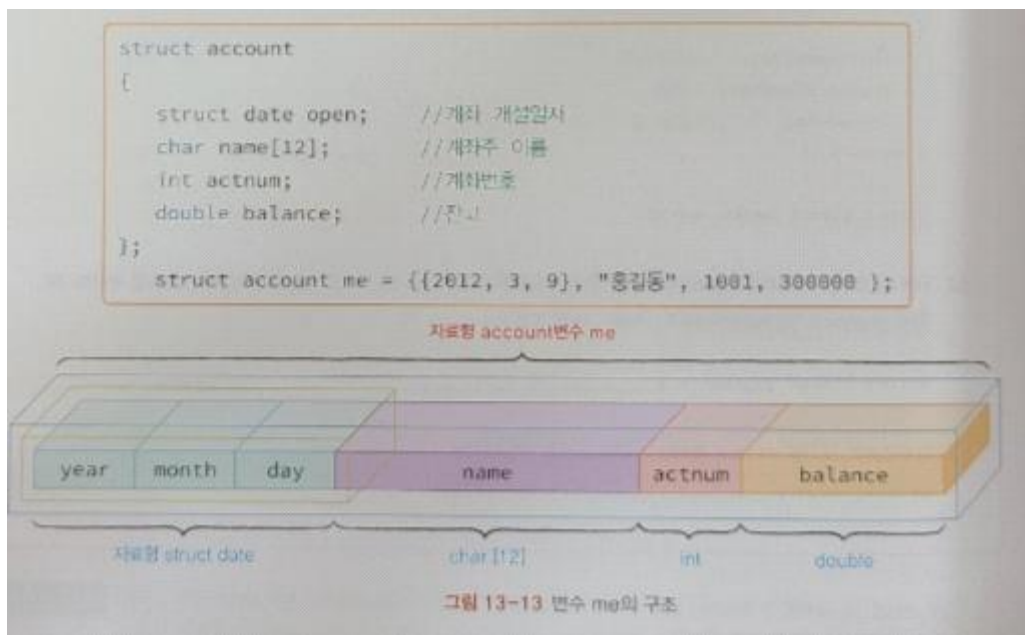 struct account
{
struct date open; //계좌 개설일자
char name[12]; //계좌주 이름
int actnum; //계좌번호
double balance; //잔고
};
struct account me = {{2012, 3, 9}, "홍길동", 1001, 300000 };
자료형 account변수 me
year month day name actnum balance
자료형 struct date char [12] int double
그림 13-13 변수 me의 구조